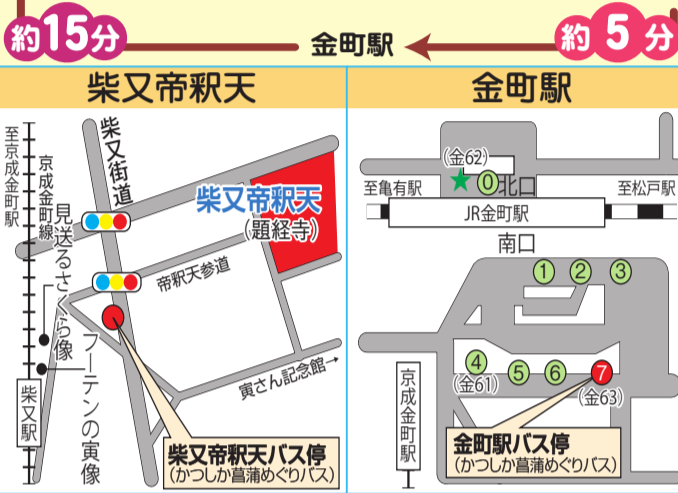 約15分
金町駅
約5分
柴又帝釈天
至京成金町駅
京成金町線
柴又街道
柴又帝釈天
(題経寺)
見送るさくら像
帝釈天参道
フーテンの寅像
寅さん記念館→
柴又駅
柴又帝釈天バス停
(かつしか菖蒲めぐりバス)
金町駅
(金62)
0
北口
至亀有駅
JR金町駅
至松戸駅
南口
1
2
3
4
(金61)
5
6
7
(金63)
京成金町駅
金町駅バス停
(かつしか菖蒲めぐりバス)